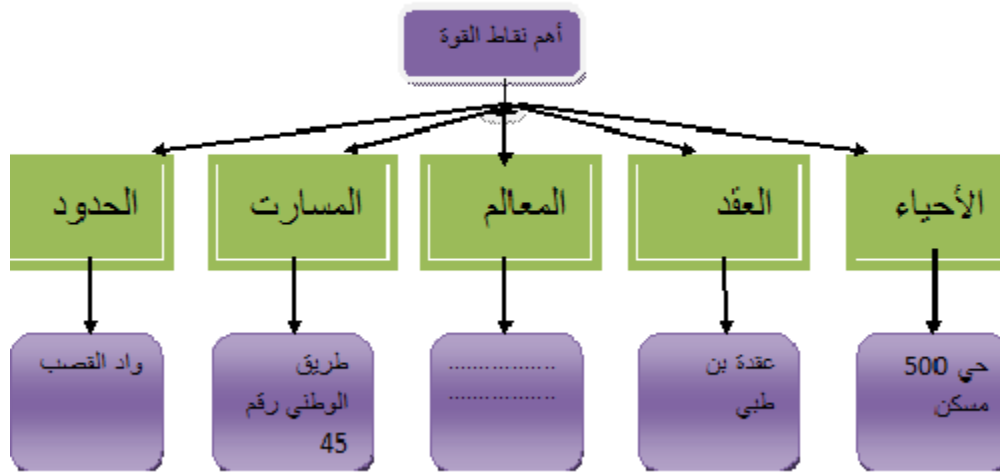 أهم نقاط القوة
الأحياء
العقد
المعالم
المسارت
الحدود
حي 500
مسكن
عقدة بن
طبي
................
................
طريق
الوطني رقم
45
واد القصب